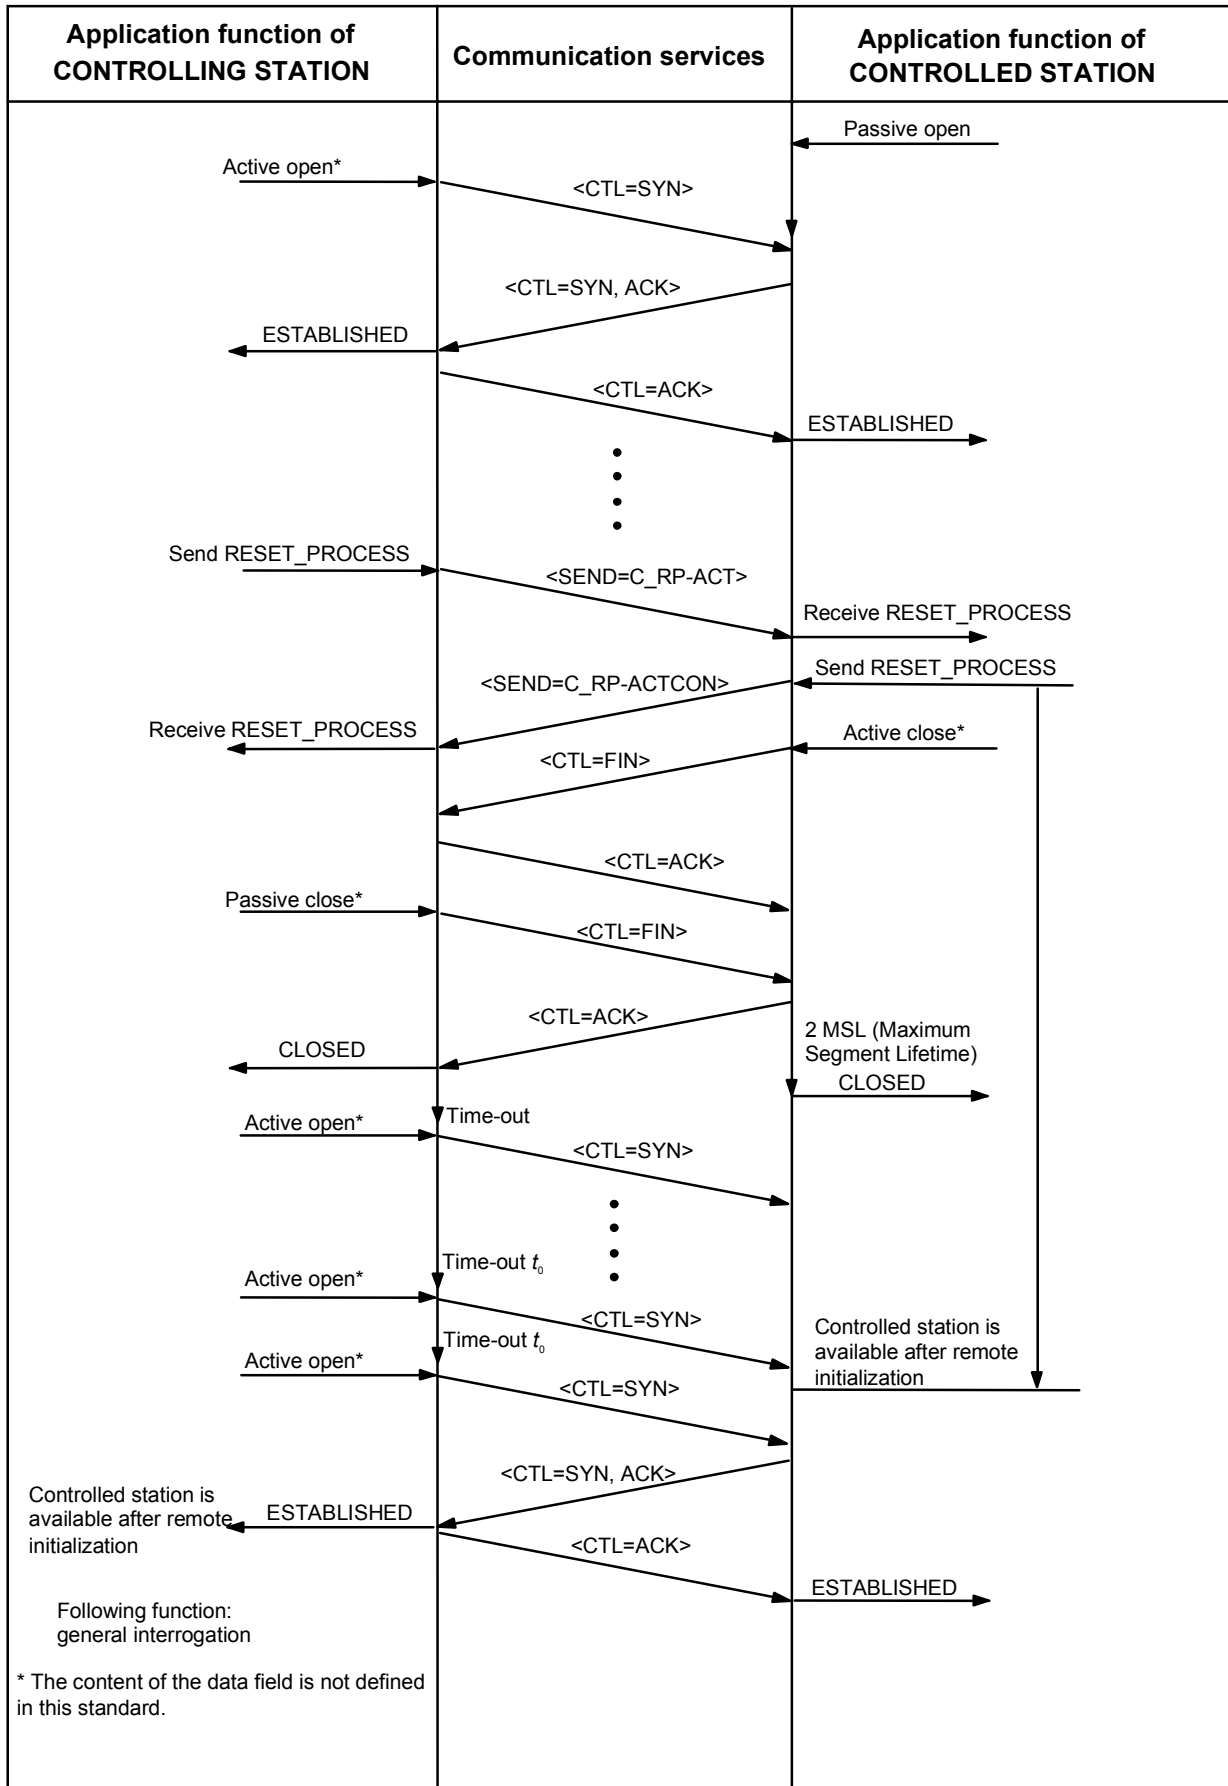 Application function of
CONTROLLING STATION
Communication services
Application function of
CONTROLLED STATION
Passive open
Active open*
<CTL=SYN>
<CTL=SYN, ACK>
ESTABLISHED
<CTL=ACK>
ESTABLISHED
Send RESET_PROCESS
<SEND=C_RP-ACT>
Receive RESET_PROCESS
Send RESET_PROCESS
<SEND=C_RP-ACTCON>
Receive RESET_PROCESS
Active close*
<CTL=FIN>
<CTL=ACK>
Passive close*
<CTL=FIN>
<CTL=ACK>
2 MSL (Maximum
Segment Lifetime)
CLOSED
CLOSED
Time-out
Active open*
<CTL=SYN>
Time-out t0
Active open*
<CTL=SYN>
Controlled station is
available after remote
initialization
Time-out t0
Active open*
<CTL=SYN>
<CTL=SYN, ACK>
Controlled station is
available after remote
initialization
ESTABLISHED
<CTL=ACK>
ESTABLISHED
Following function:
general interrogation
* The content of the data field is not defined
in this standard.